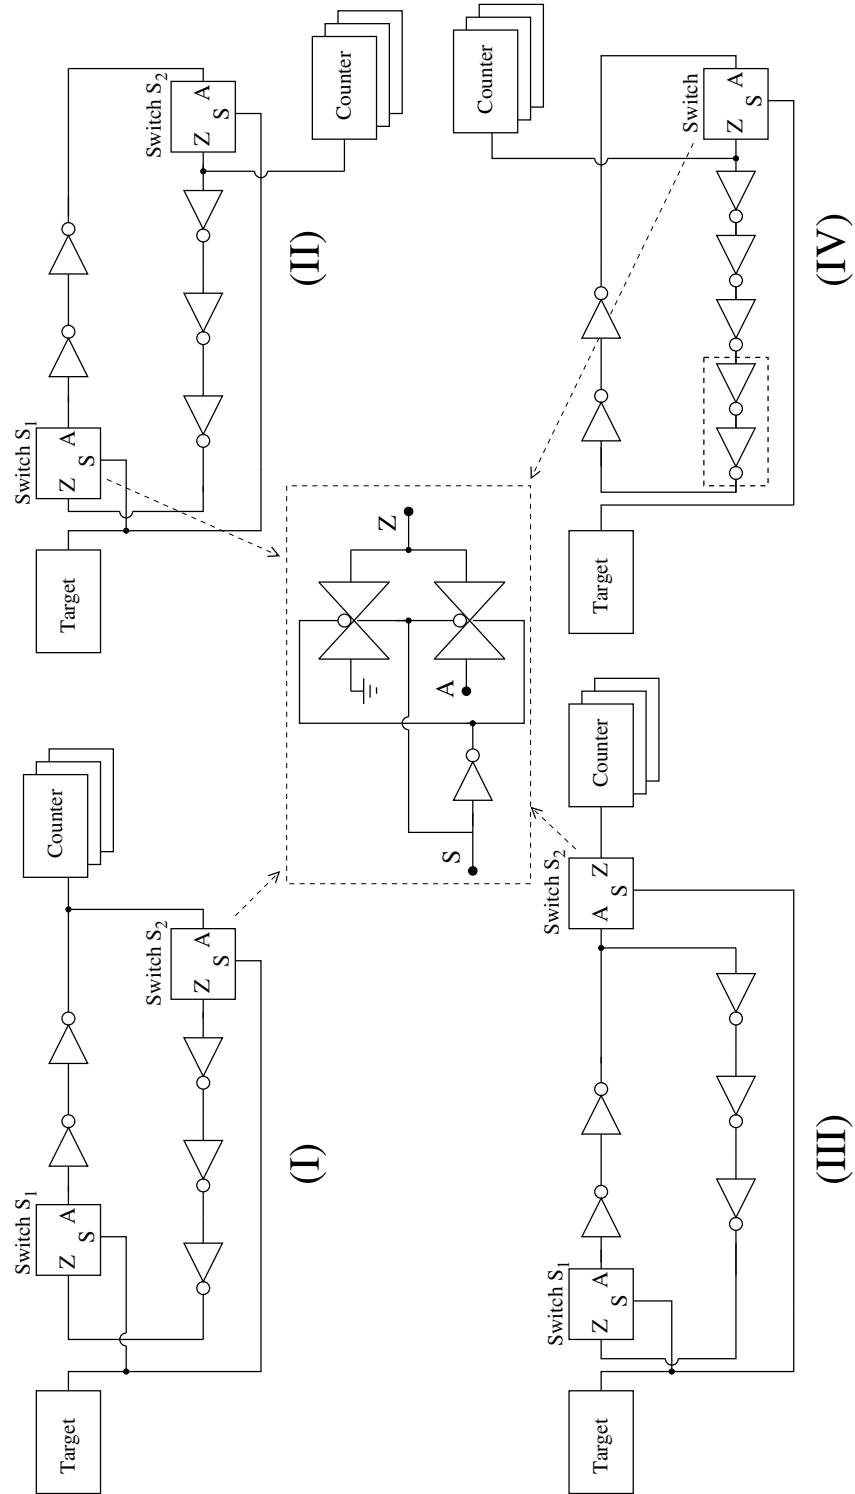 Switch S₁
Z A
S
Target
Counter
Switch S₂
Z A
S
(I)
Switch S₁
Z A
S
Target
Switch S₂
Z A
S
Counter
(II)
Z
A
S
Switch S₁
Z A
S
Target
Switch S₂
A Z
S
Counter
(III)
Target
Counter
Switch
Z A
S
(IV)